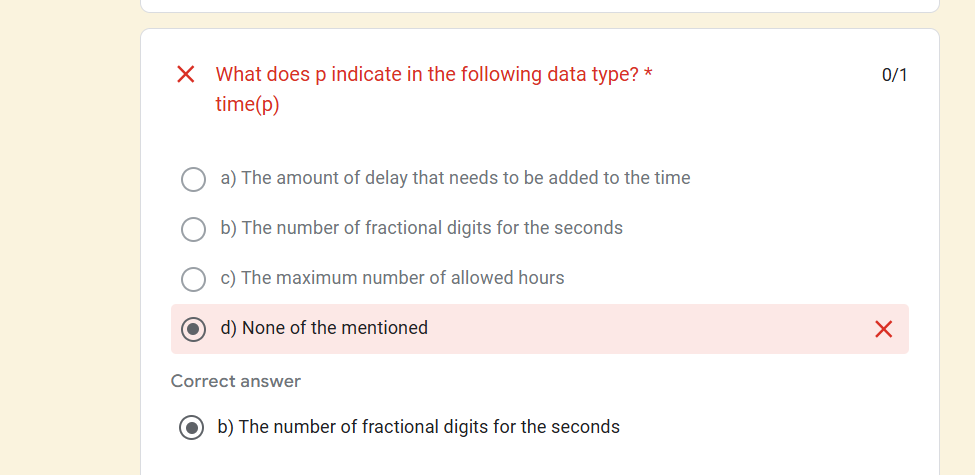 What does p indicate in the following data type? * 0/1
time(p)
a) The amount of delay that needs to be added to the time
b) The number of fractional digits for the seconds
c) The maximum number of allowed hours
d) None of the mentioned
Correct answer
b) The number of fractional digits for the seconds